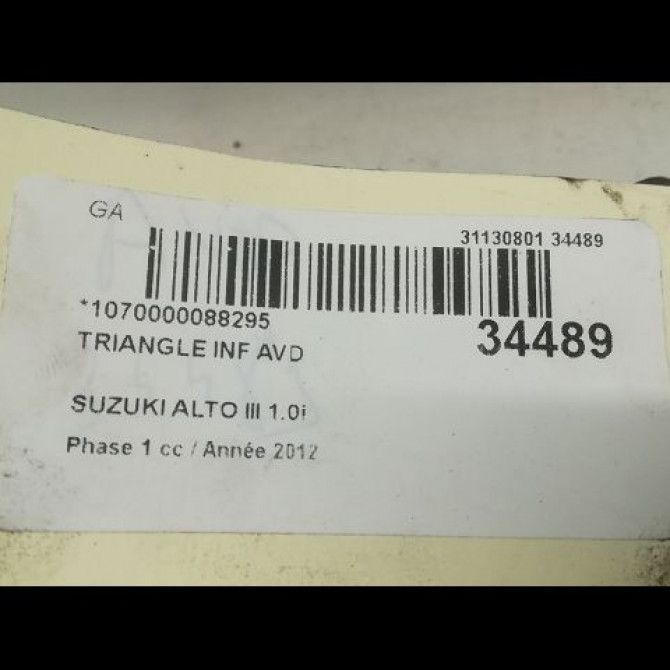 GA
31130801 34489
*1070000088295
34489
TRIANGLE INF AVD
SUZUKI ALTO III 1.0i
Phase 1 cc / Année 2012